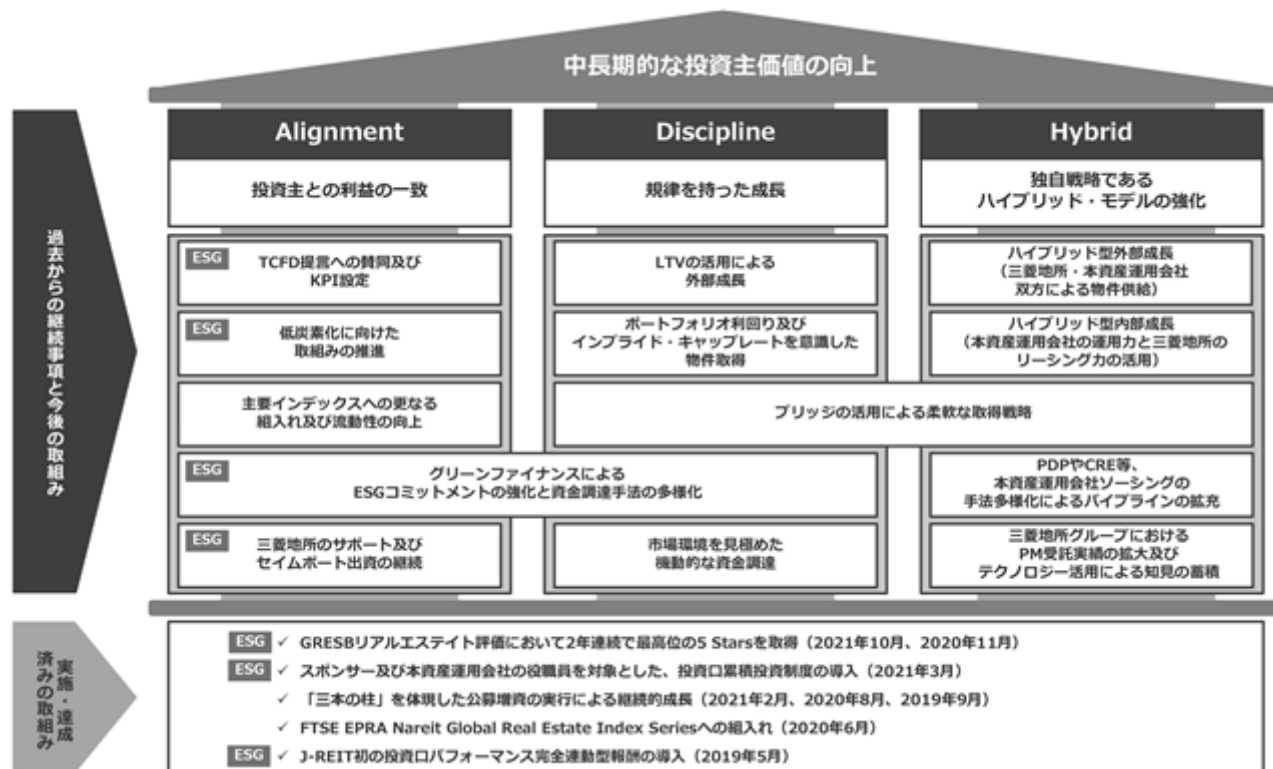 中長期的な投資主価値の向上
Alignment
Discipline
Hybrid
投資主との利益の一致
規律を持った成長
独自戦略である
ハイブリッド・モデルの強化
過去からの継続事項と今後の取組み
ESG
TCFD提言への賛同及び
KPI設定
LTVの活用による
外部成長
ハイブリッド型外部成長
（三菱地所・本資産運用会社
双方による物件供給）
ESG
低炭素化に向けた
取組みの推進
ポートフォリオ利回り及び
インプライド・キャップレートを意識した
物件取得
ハイブリッド型内部成長
（本資産運用会社の運用力と三菱地所の
リーシング力の活用）
主要インデックスへの更なる
組入れ及び流動性の向上
ブリッジの活用による柔軟な取得戦略
ESG
グリーンファイナンスによる
ESGコミットメントの強化と資金調達手法の多様化
PDPやCRE等、
本資産運用会社ソーシングの
手法多様化によるパイプラインの拡充
ESG
三菱地所のサポート及び
セイムボート出資の継続
市場環境を見極めた
機動的な資金調達
三菱地所グループにおける
PM受託実績の拡大及び
テクノロジー活用による知見の蓄積
実施・達成
済みの取組み
ESG ✓ GRESBリアルエステイト評価において2年連続で最高位の5 Starsを取得（2021年10月、2020年11月）
ESG ✓ スポンサー及び本資産運用会社の役職員を対象とした、投資口累積投資制度の導入（2021年3月）
✓ 「三本の柱」を体現した公募増資の実行による継続的成長（2021年2月、2020年8月、2019年9月）
✓ FTSE EPRA Nareit Global Real Estate Index Seriesへの組入れ（2020年6月）
ESG ✓ J-REIT初の投資口パフォーマンス完全連動型報酬の導入（2019年5月）